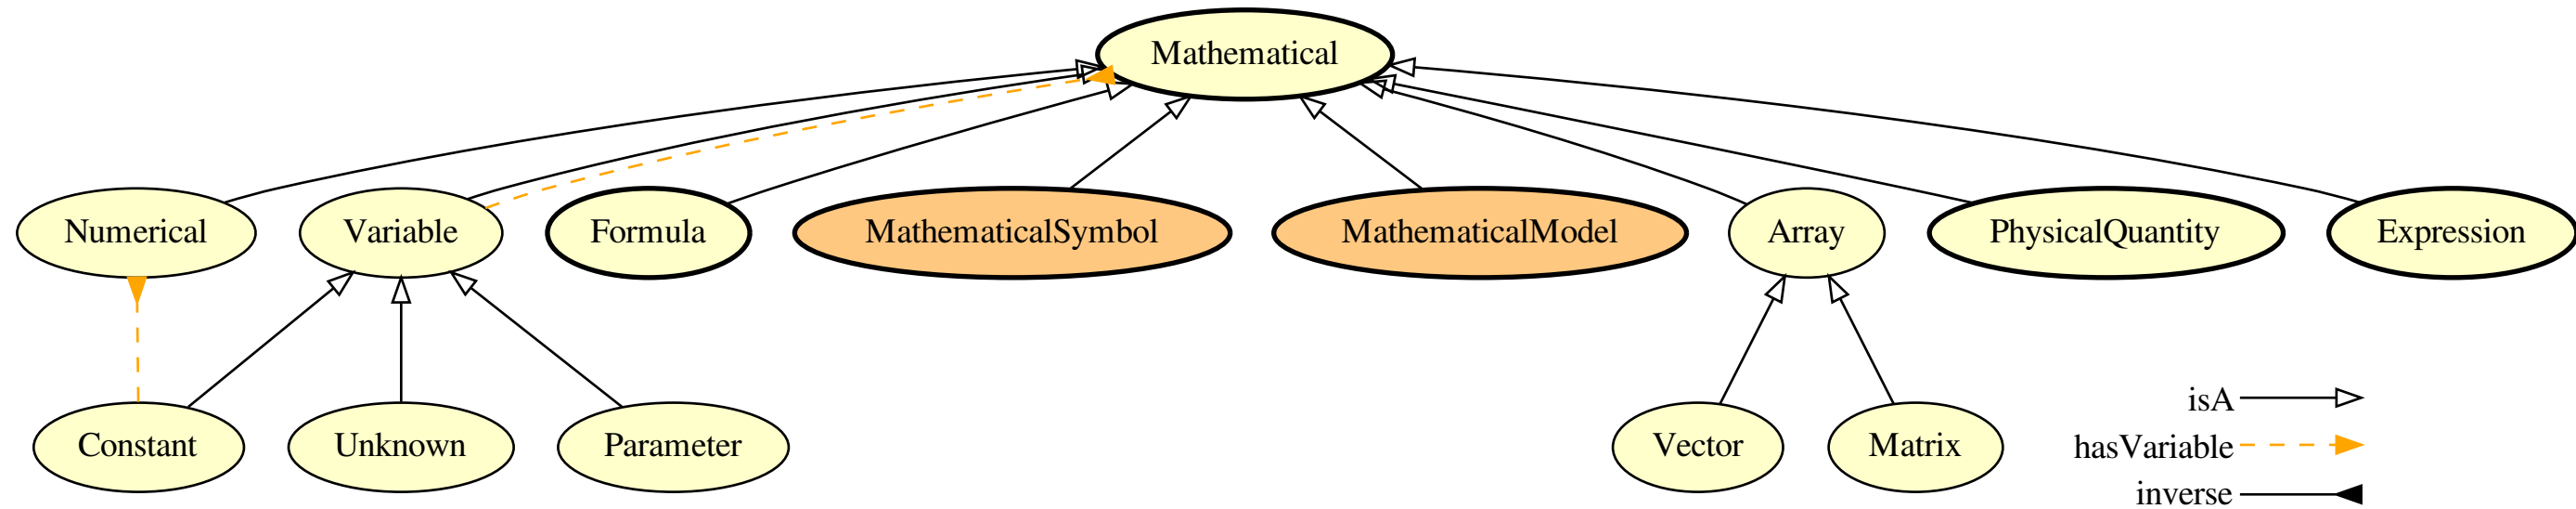 Mathematical
Numerical
Variable
Formula
MathematicalSymbol
MathematicalModel
Array
PhysicalQuantity
Expression
Constant
Unknown
Parameter
Vector
Matrix
isA
hasVariable
inverse